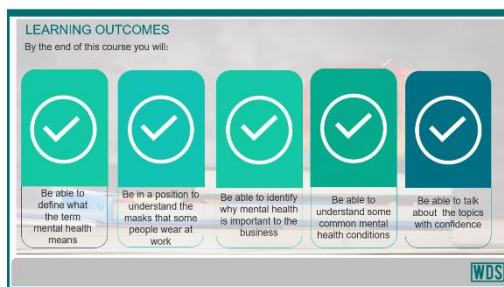 LEARNING OUTCOMES
By the end of this course you will:
Be able to
define what
the term
mental health
means
Be in a position to
understand the
masks that some
people wear at
work
Be able to identify
why mental health
is important to the
business
Be able to
understand some
common mental
health conditions
Be able to talk
about the topics
with confidence
WDS